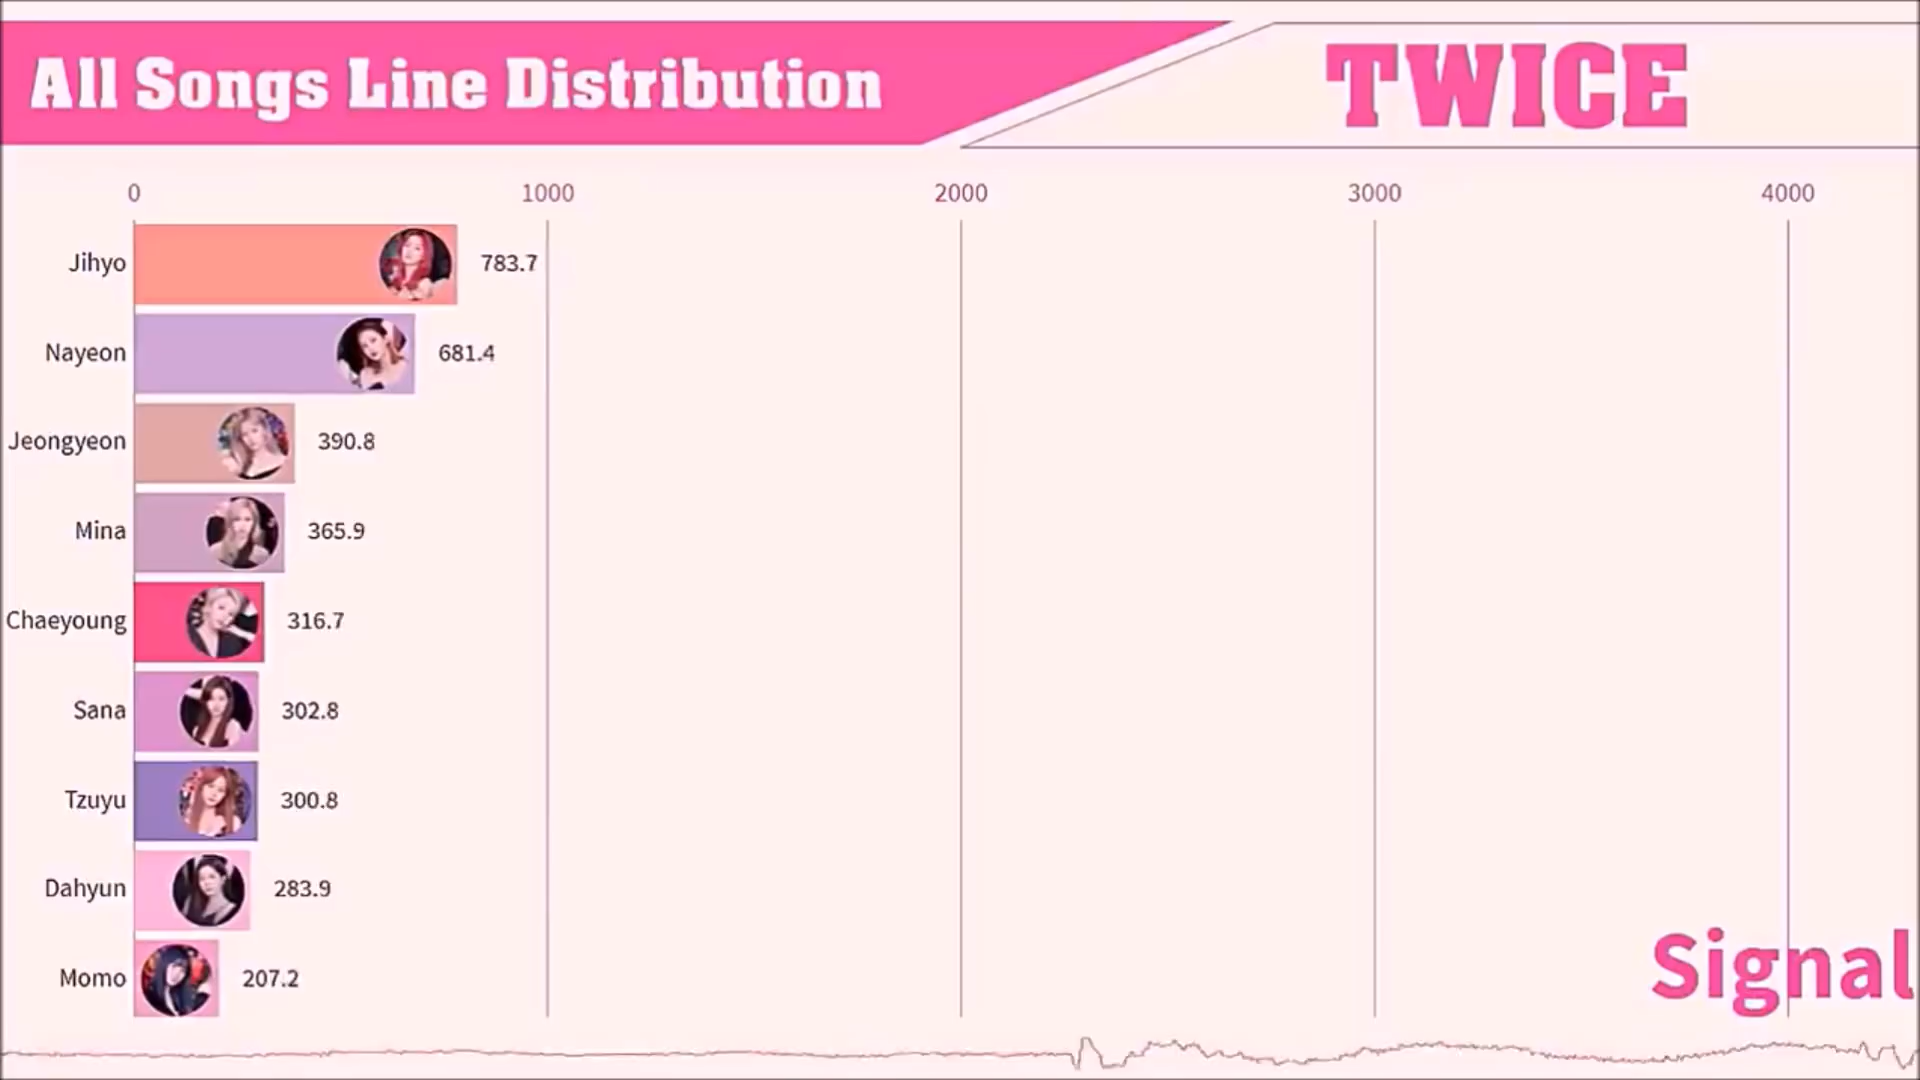 All Songs Line Distribution
TWICE
0 1000 2000 3000 4000
Jihyo 783.7
Nayeon 681.4
Jeongyeon 390.8
Mina 365.9
Chaeyoung 316.7
Sana 302.8
Tzuyu 300.8
Dahyun 283.9
Momo 207.2
Signal